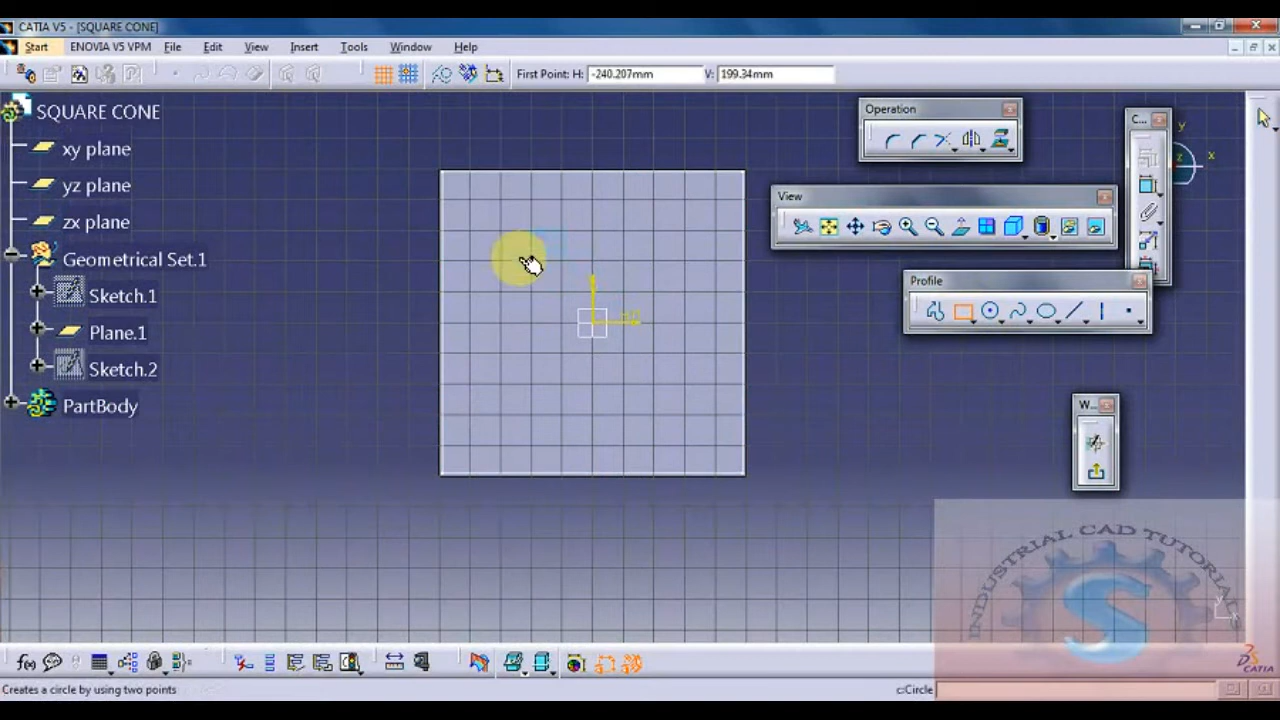 CATIA V5 - [SQUARE CONE]
Start ENOVIA V5 VPM File Edit View Insert Tools Window Help
First Point: H: -240.207mm V: 199.34mm
SQUARE CONE
xy plane
yz plane
zx plane
Geometrical Set.1
Sketch.1
Plane.1
Sketch.2
PartBody
Operation
C...
y
x
z
View
Profile
W...
INDUSTRIAL CAD TUTORIAL
S
y
x
f(x)
DS
CATIA
Creates a circle by using two points
c:Circle